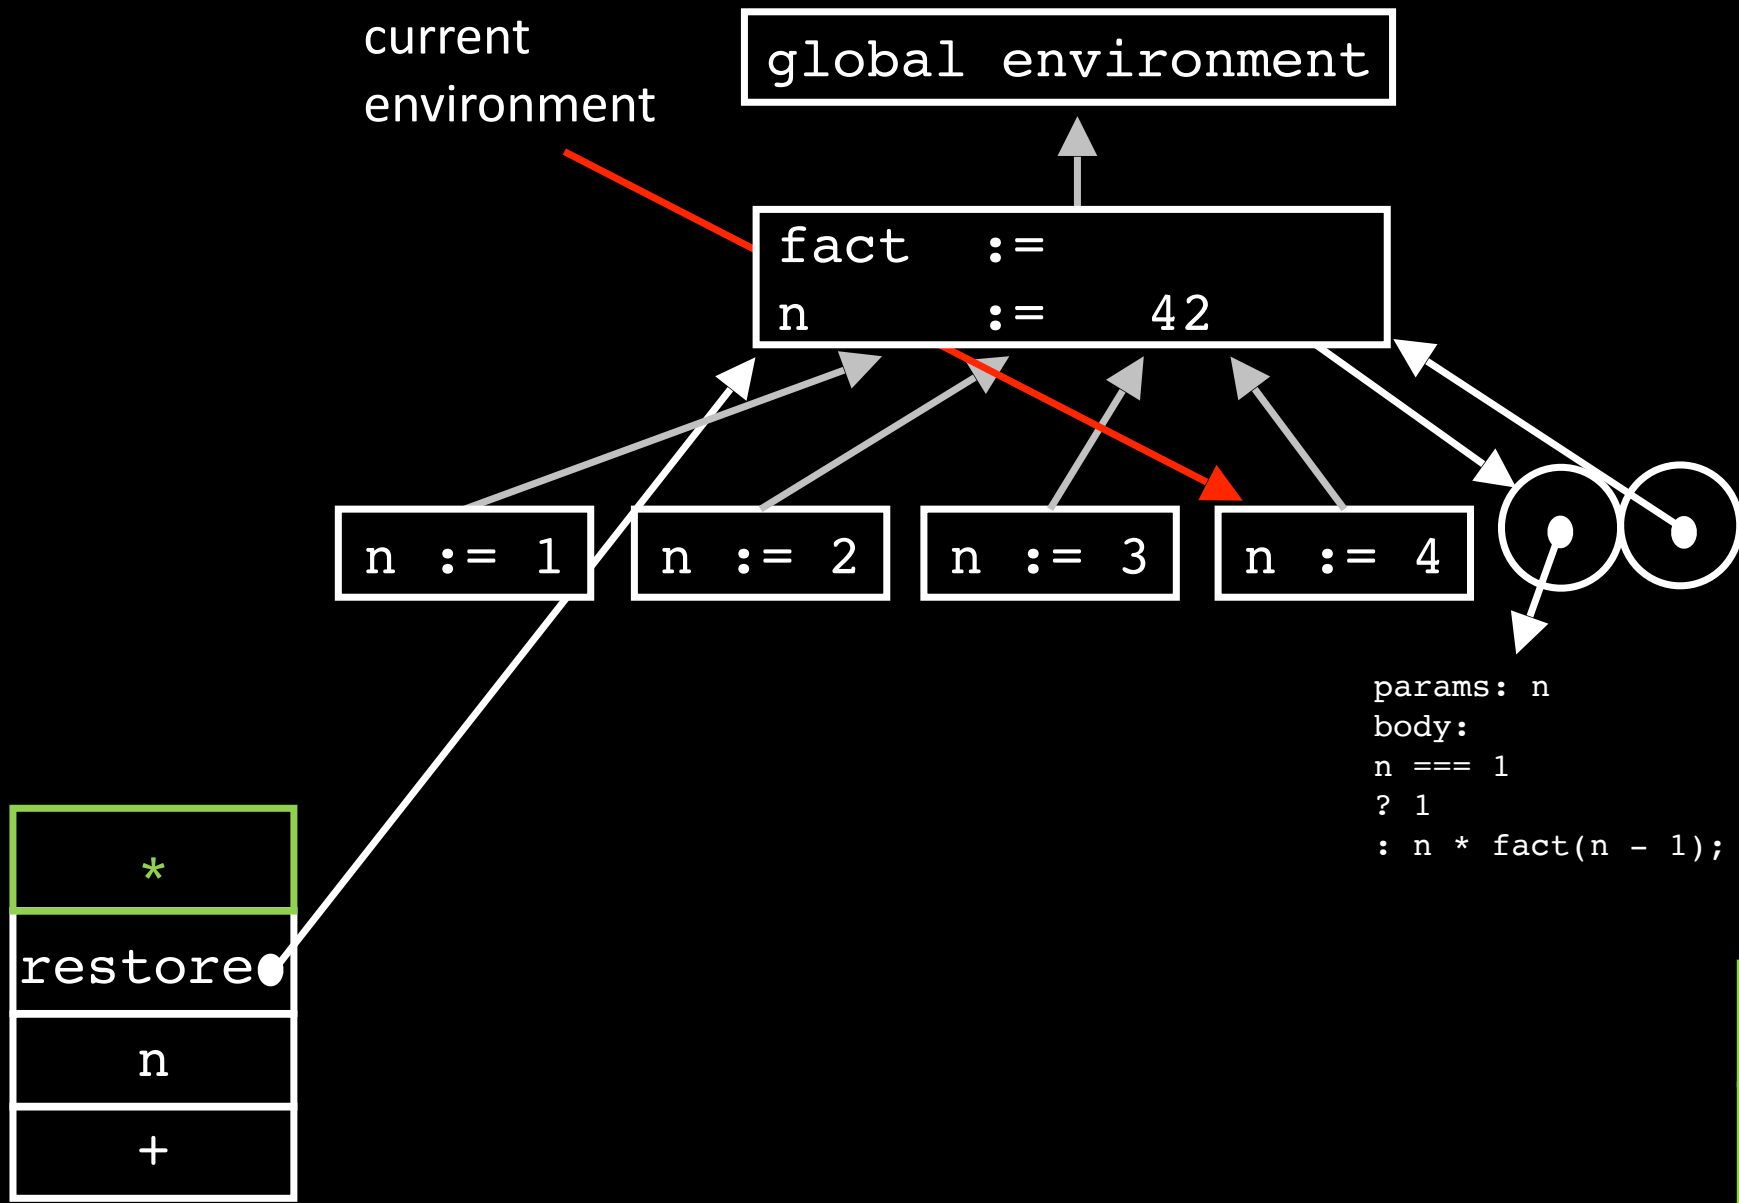 current
environment
global environment
fact :=
n := 42
n := 1
n := 2
n := 3
n := 4
params: n
body:
n === 1
? 1
: n * fact(n - 1);
*
restore
n
+